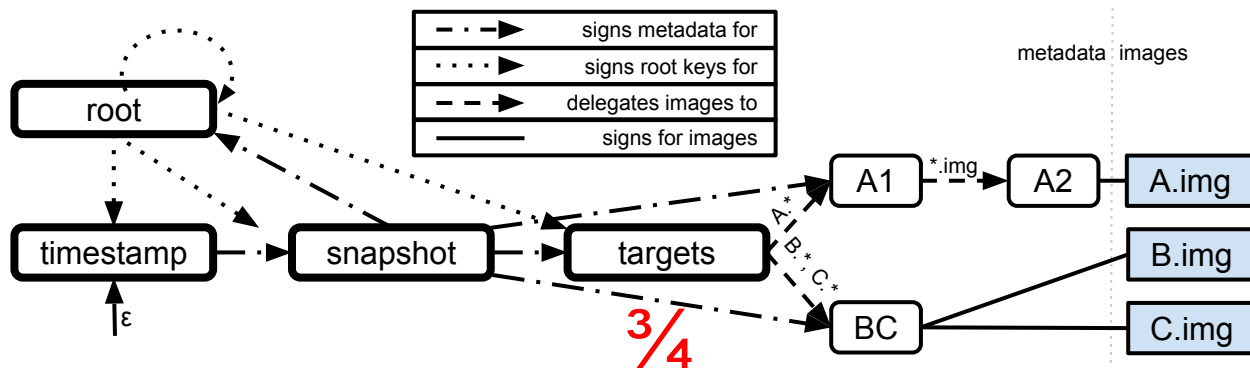 signs metadata for
signs root keys for
delegates images to
signs for images
metadata images
root
timestamp
snapshot
targets
ε
A.*
B.*, C.*
A1
*.img
A2
BC
A.img
B.img
C.img
3/4